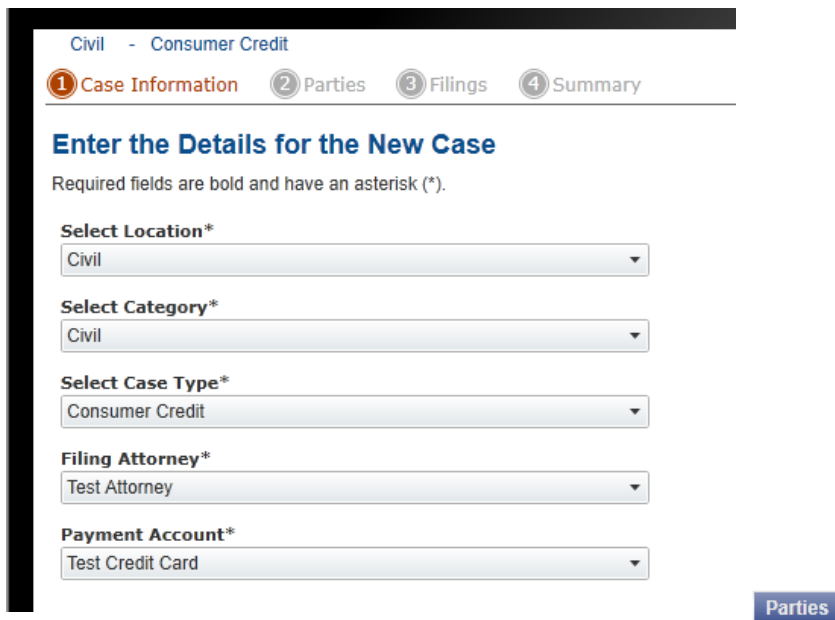 Civil - Consumer Credit
1 Case Information 2 Parties 3 Filings 4 Summary
Enter the Details for the New Case
Required fields are bold and have an asterisk (*).
Select Location*
Civil
Select Category*
Civil
Select Case Type*
Consumer Credit
Filing Attorney*
Test Attorney
Payment Account*
Test Credit Card
Parties